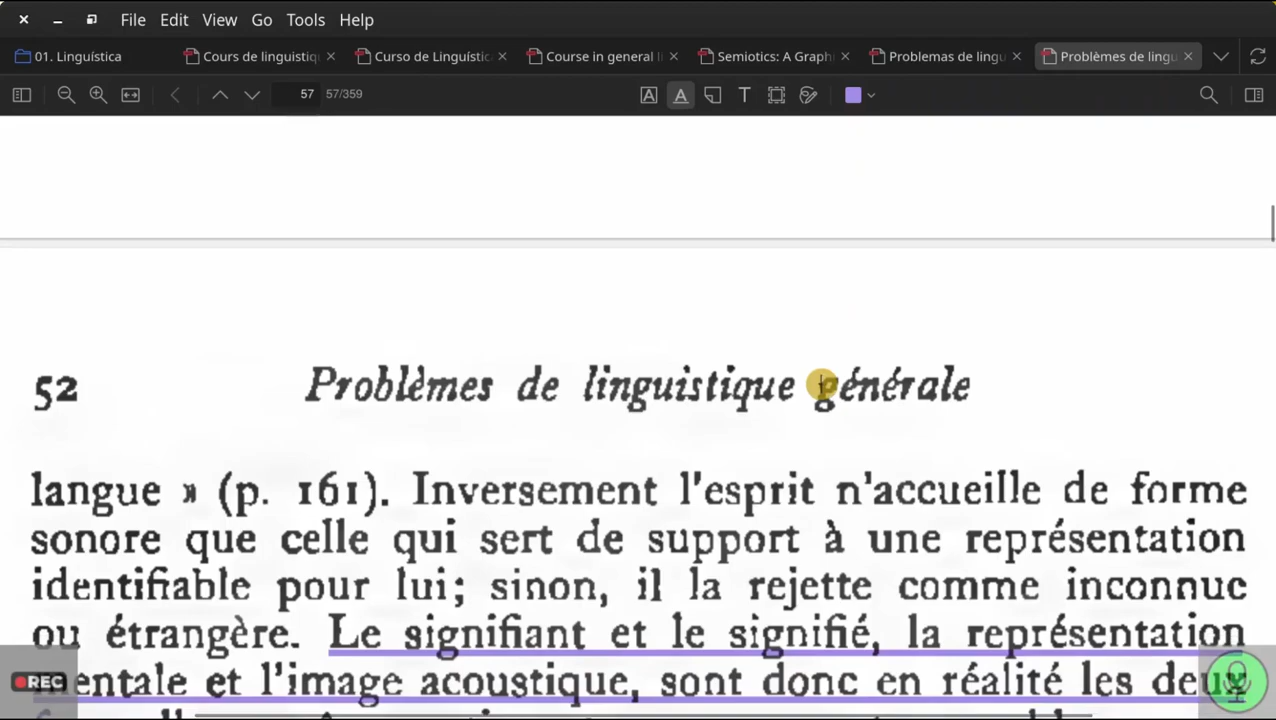 File Edit View Go Tools Help
01. Linguística Cours de linguistiq Curso de Linguístic Course in general l Semiotics: A Graph Problemas de lingu Problèmes de lingu
57 57/359
52 Problèmes de linguistique générale
langue » (p. 161). Inversement l'esprit n'accueille de forme
sonore que celle qui sert de support à une représentation
identifiable pour lui; sinon, il la rejette comme inconnue
ou étrangère. Le signifiant et le signifié, la représentation
mentale et l'image acoustique, sont donc en réalité les deux
REC